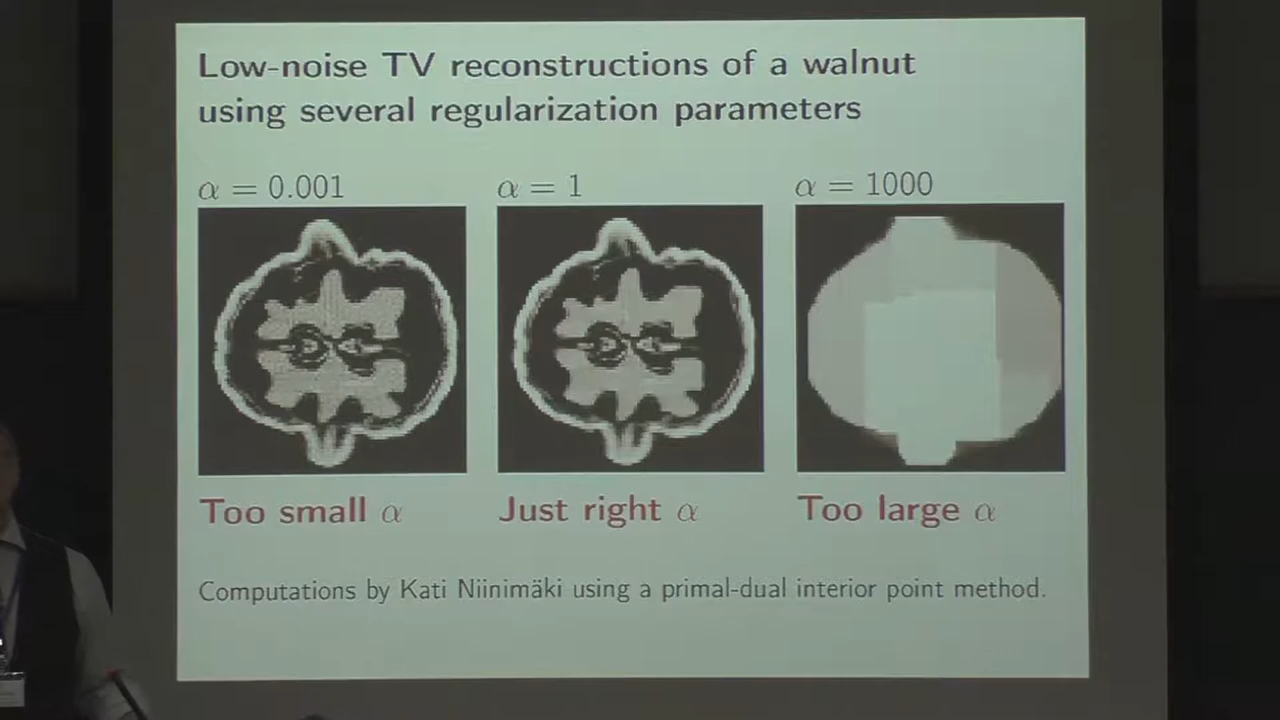 Low-noise TV reconstructions of a walnut
using several regularization parameters
α = 0.001
α = 1
α = 1000
Too small α
Just right α
Too large α
Computations by Kati Niinimäki using a primal-dual interior point method.